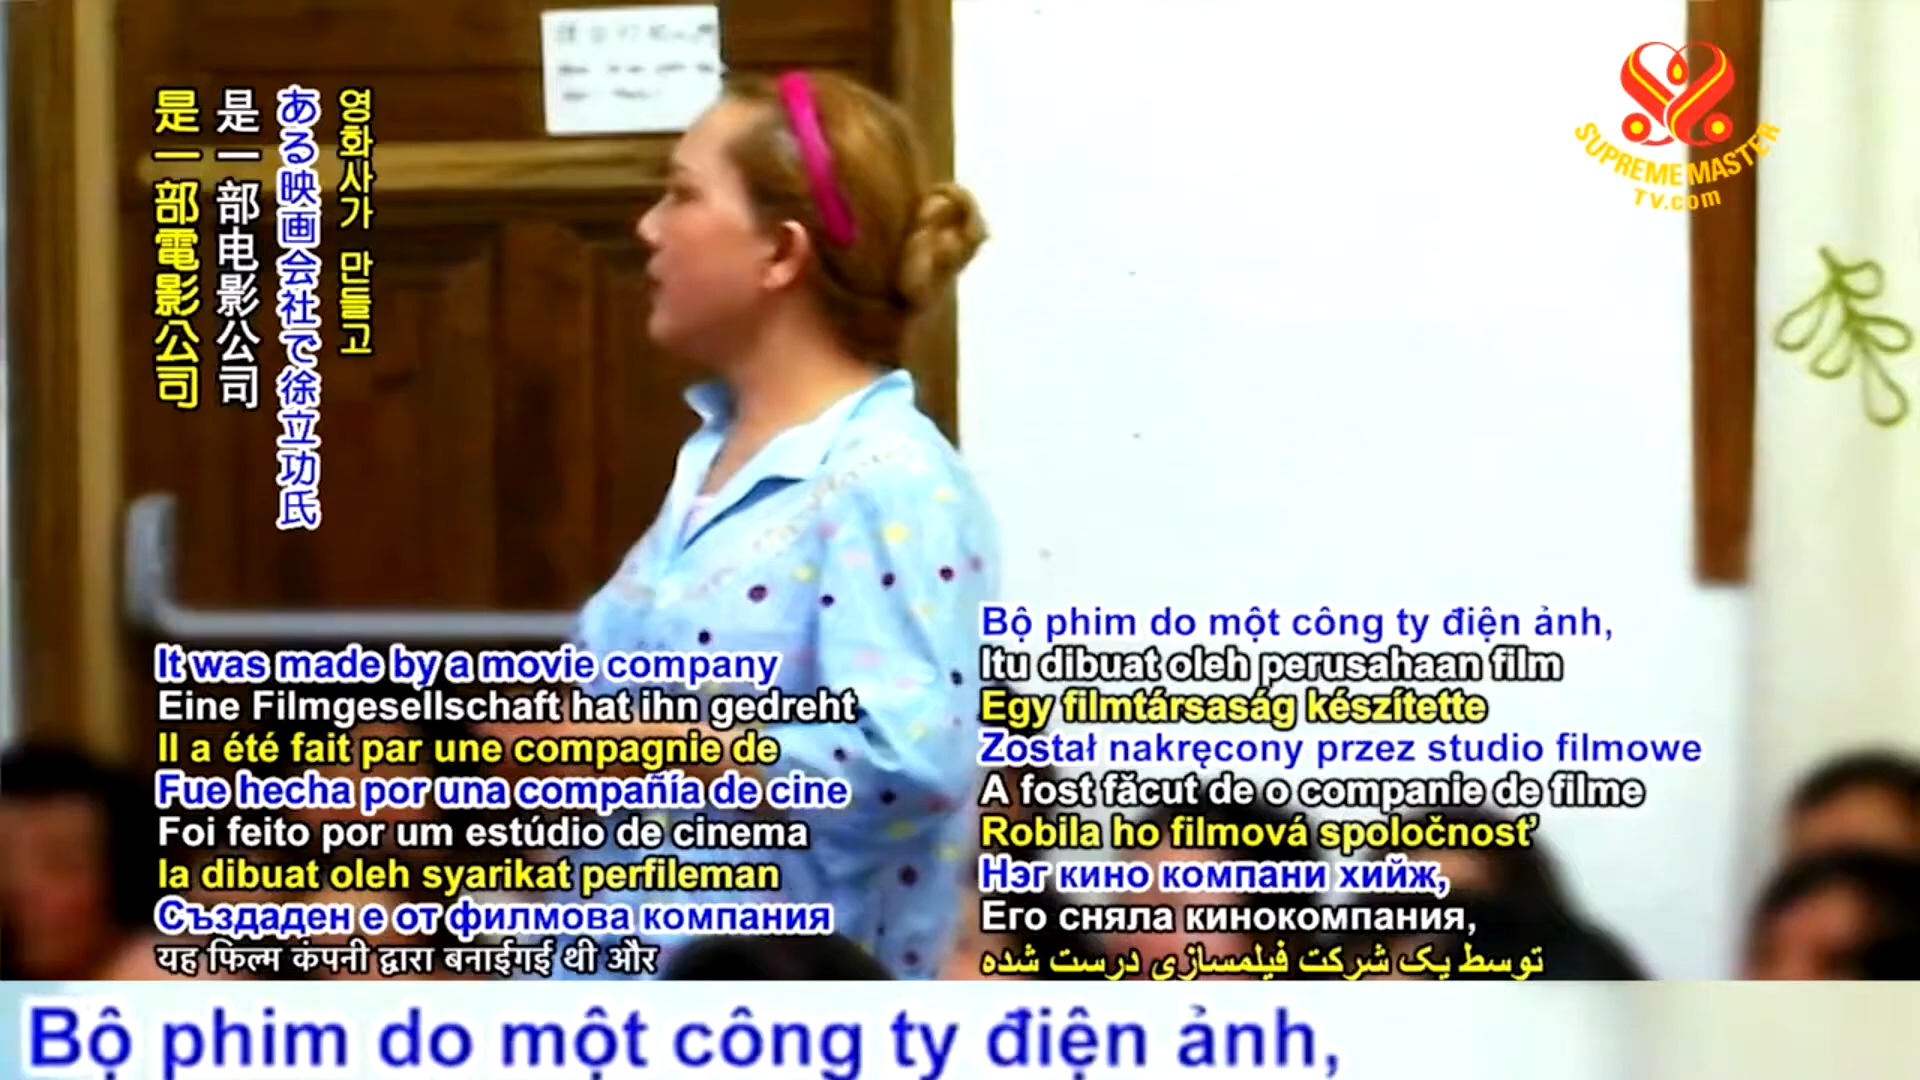 영화사가 만들고
ある映画会社で徐立功氏
是一部电影公司
是一部電影公司
SUPREME MASTER
TV.com
It was made by a movie company
Eine Filmgesellschaft hat ihn gedreht
Il a été fait par une compagnie de
Fue hecha por una compañía de cine
Foi feito por um estúdio de cinema
Ia dibuat oleh syarikat perfileman
Създаден е от филмова компания
यह फिल्म कंपनी द्वारा बनाईगई थी और
Bộ phim do một công ty điện ảnh,
Itu dibuat oleh perusahaan film
Egy filmtársaság készítette
Został nakręcony przez studio filmowe
A fost făcut de o companie de filme
Robila ho filmová spoločnosť
Нэг кино компани хийж,
Его сняла кинокомпания,
توسط یک شرکت فیلمسازی درست شده
Bộ phim do một công ty điện ảnh,